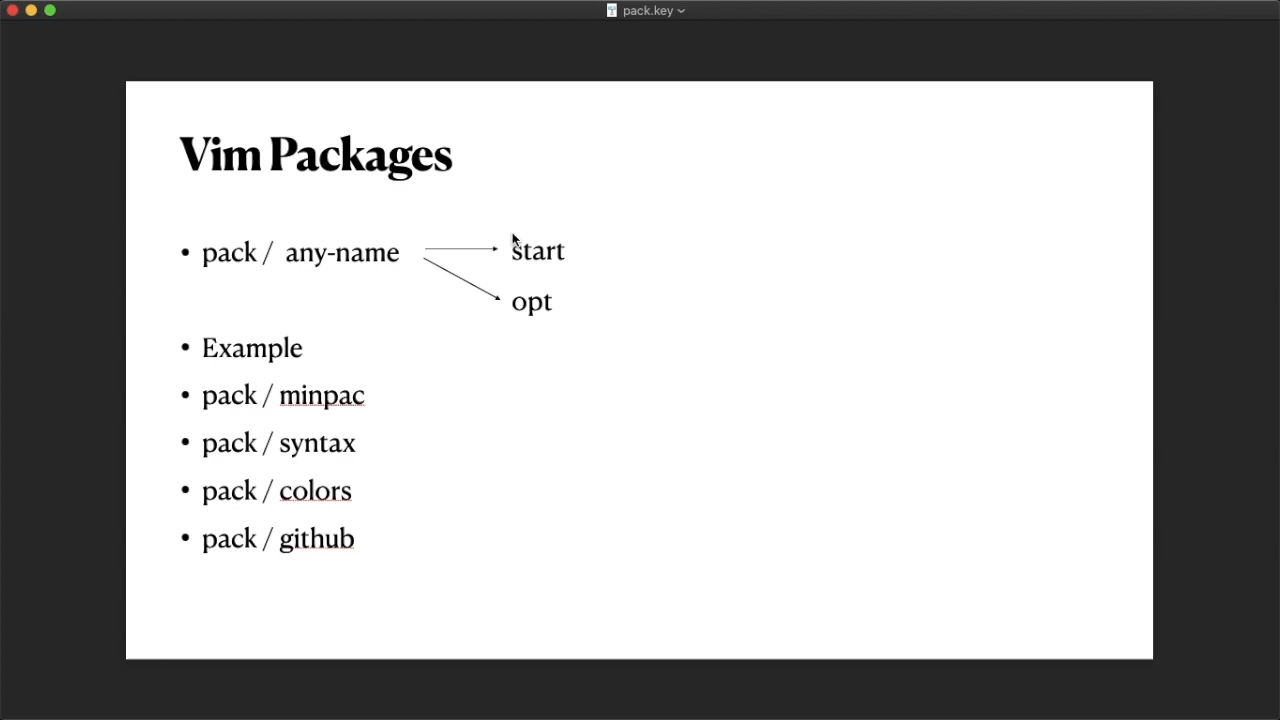 pack.key
Vim Packages
• pack / any-name start
opt
• Example
• pack / minpac
• pack / syntax
• pack / colors
• pack / github